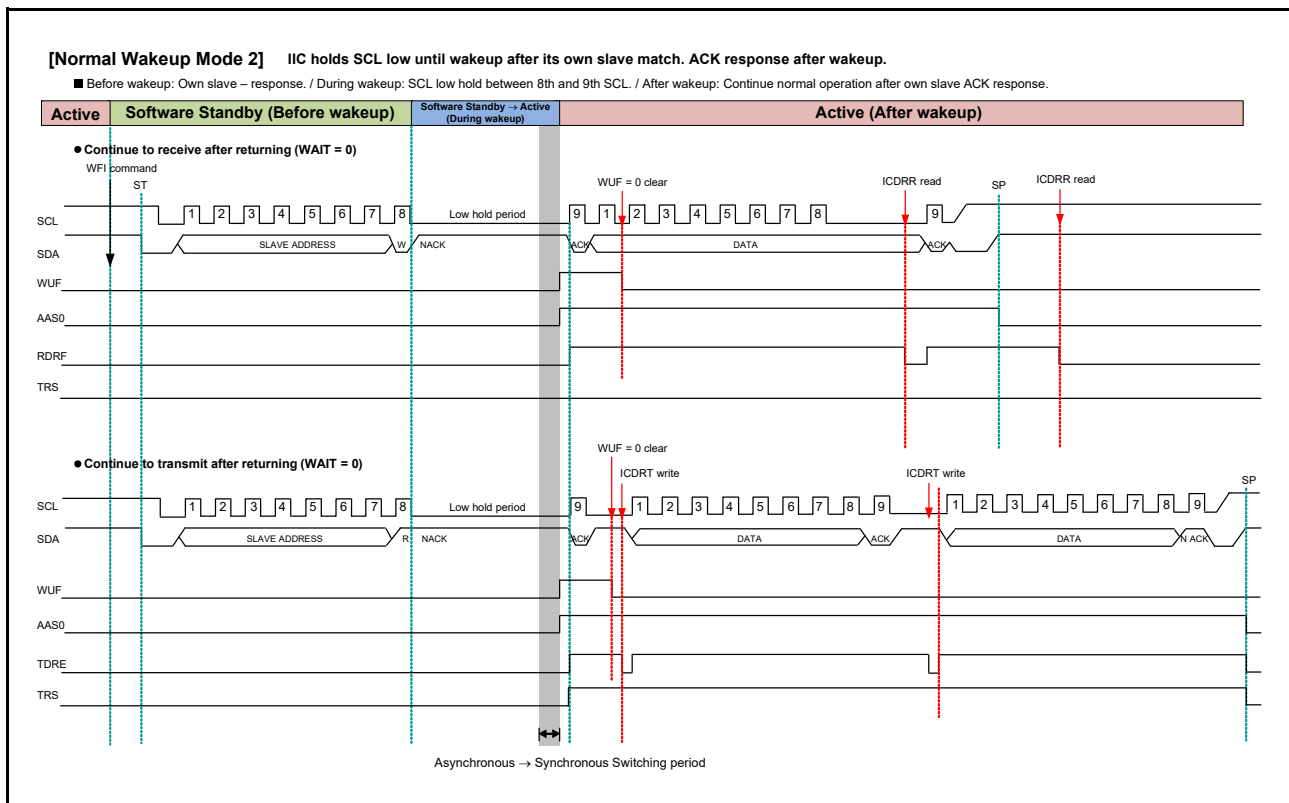 [Normal Wakeup Mode 2] IIC holds SCL low until wakeup after its own slave match. ACK response after wakeup.
■ Before wakeup: Own slave – response. / During wakeup: SCL low hold between 8th and 9th SCL. / After wakeup: Continue normal operation after own slave ACK response.
Active Software Standby (Before wakeup) Software Standby → Active (During wakeup) Active (After wakeup)
● Continue to receive after returning (WAIT = 0)
WFI command
ST WUF = 0 clear ICDRR read SP ICDRR read
SCL 1 2 3 4 5 6 7 8 Low hold period 9 1 2 3 4 5 6 7 8 9
SDA SLAVE ADDRESS W NACK ACK DATA ACK
WUF
AAS0
RDRF
TRS
WUF = 0 clear
● Continue to transmit after returning (WAIT = 0)
ST ICDRT write ICDRT write SP
SCL 1 2 3 4 5 6 7 8 Low hold period 9 1 2 3 4 5 6 7 8 9 1 2 3 4 5 6 7 8 9
SDA SLAVE ADDRESS R NACK ACK DATA ACK DATA N ACK
WUF
AAS0
TDRE
TRS
Asynchronous → Synchronous Switching period